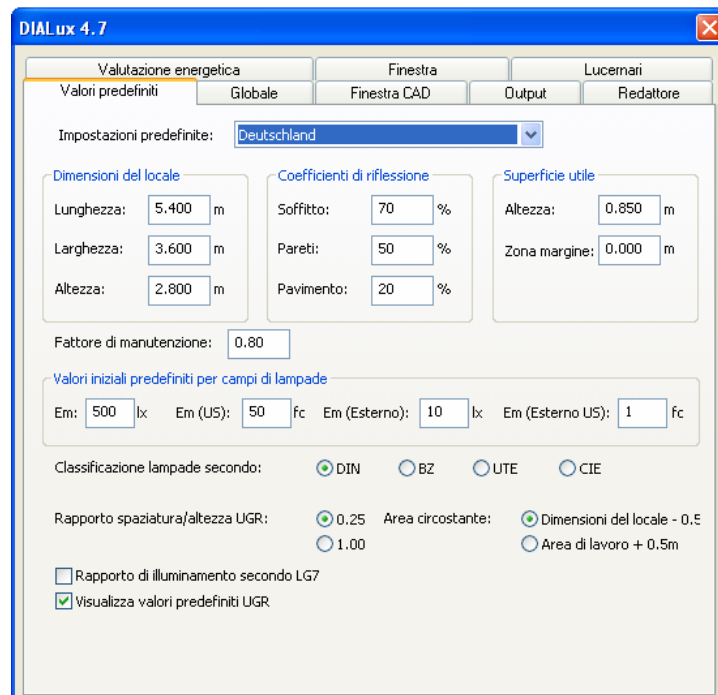 DIALux 4.7
Valutazione energetica Finestra Lucernari
Valori predefiniti Globale Finestra CAD Output Redattore
Impostazioni predefinite: Deutschland
Dimensioni del locale Coefficienti di riflessione Superficie utile
Lunghezza: 5.400 m Soffitto: 70 % Altezza: 0.850 m
Larghezza: 3.600 m Pareti: 50 % Zona margine: 0.000 m
Altezza: 2.800 m Pavimento: 20 %
Fattore di manutenzione: 0.80
Valori iniziali predefiniti per campi di lampade
Em: 500 lx Em (US): 50 fc Em (Esterno): 10 lx Em (Esterno US): 1 fc
Classificazione lampade secondo: DIN BZ UTE CIE
Rapporto spaziatura/altezza UGR: 0.25 Area circostante: Dimensioni del locale - 0.5
1.00 Area di lavoro + 0.5m
Rapporto di illuminamento secondo LG7
Visualizza valori predefiniti UGR